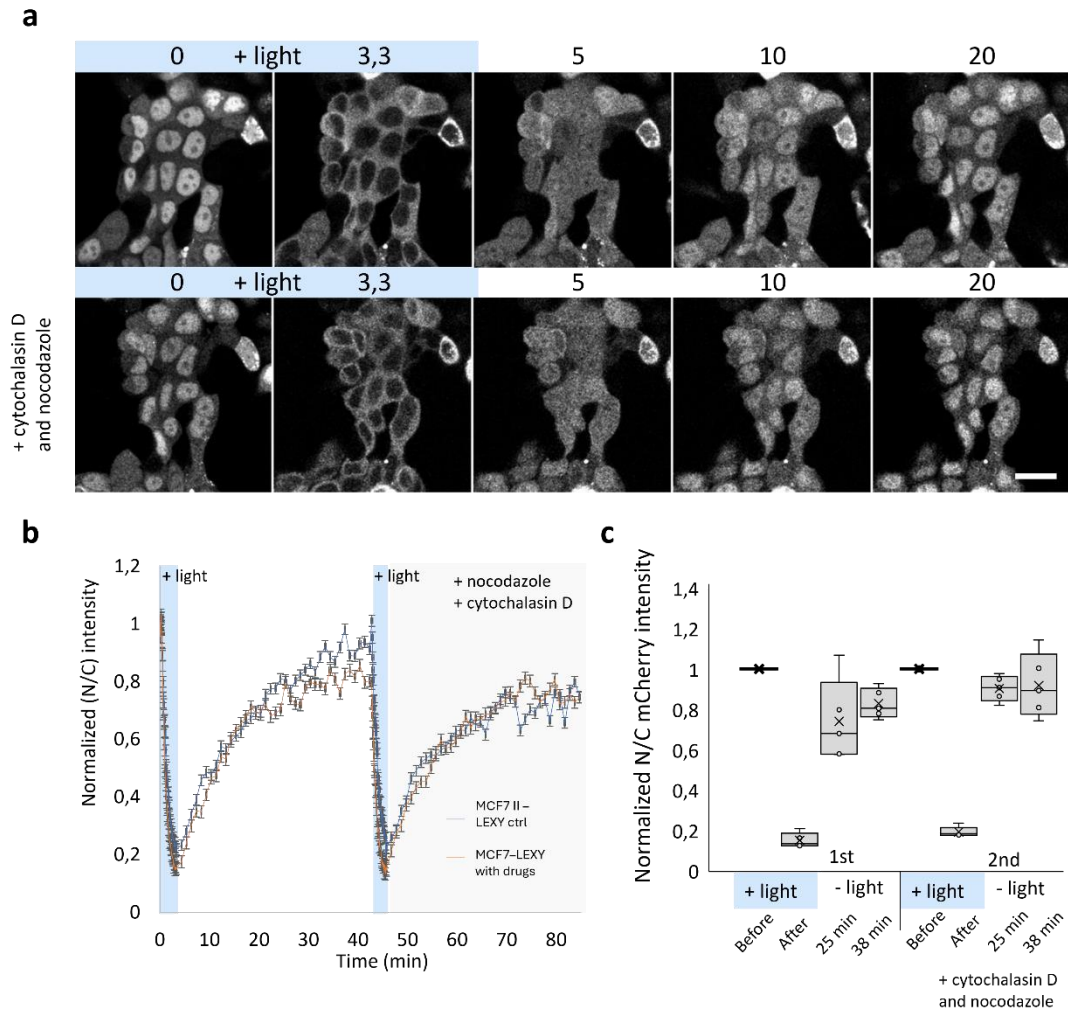 a
0 + light 3,3 5 10 20
0 + light 3,3 5 10 20
+ cytochalasin D
and nocodazole
b
Normalized (N/C) intensity
1,2
1
0,8
0,6
0,4
0,2
0
+ light
+ light
+ nocodazole
+ cytochalasin D
MCF7 II –
LEXY ctrl
MCF7–LEXY
with drugs
0 10 20 30 40 50 60 70 80
Time (min)
c
Normalized N/C mCherry intensity
1,4
1,2
1
0,8
0,6
0,4
0,2
0
1st 2nd
+ light - light + light - light
Before After 25 min 38 min Before After 25 min 38 min
+ cytochalasin D
and nocodazole